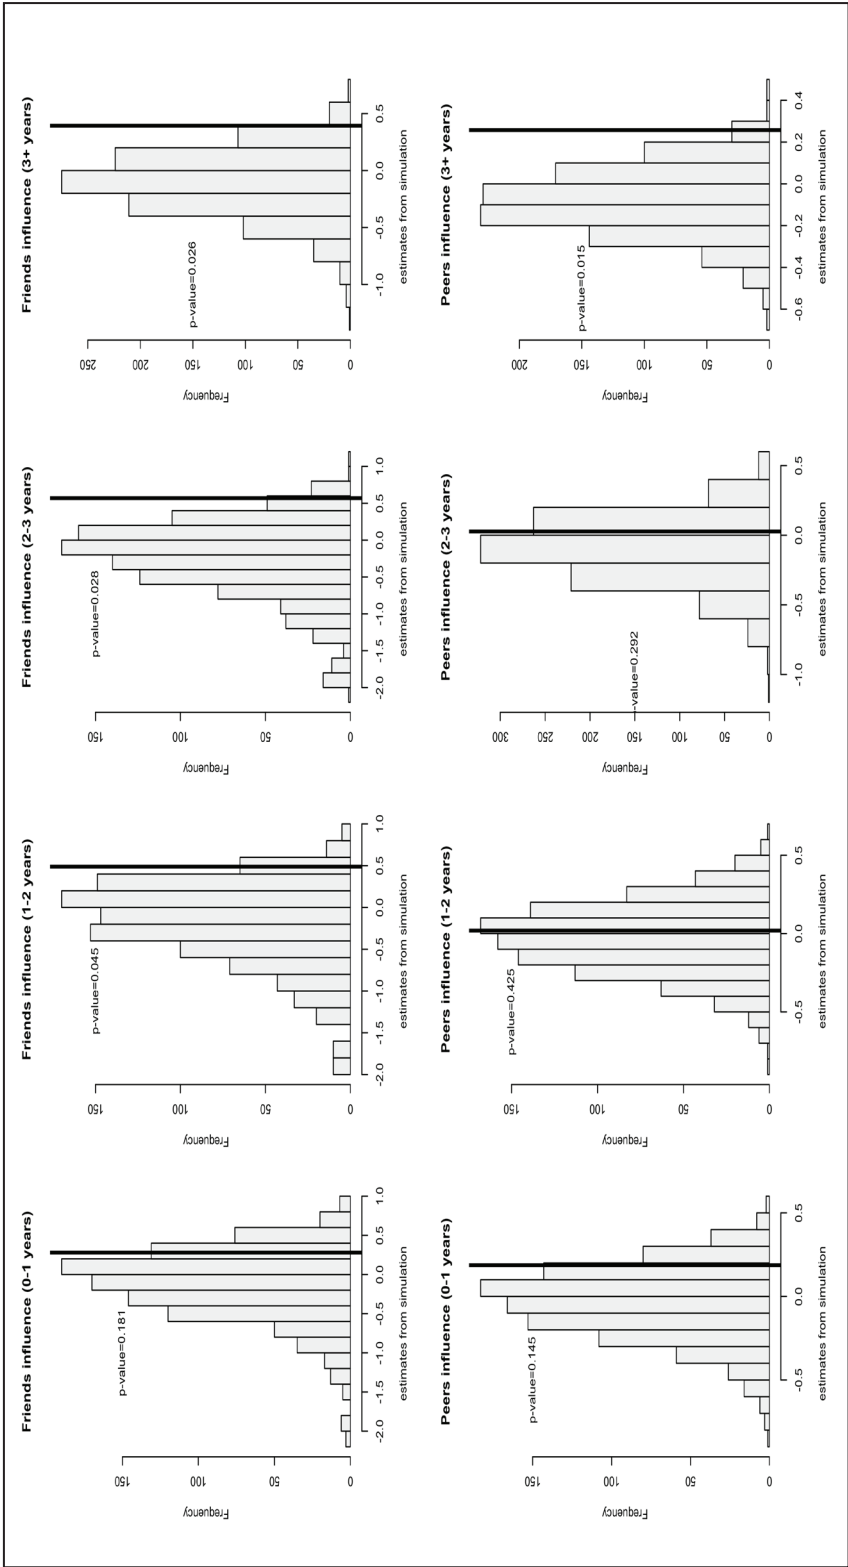 Friends influence (0-1 years)
p-value=0.181
Frequency
150
100
50
0
-2.0 -1.5 -1.0 -0.5 0.0 0.5 1.0
estimates from simulation
Friends influence (1-2 years)
p-value=0.045
Frequency
150
100
50
0
-2.0 -1.5 -1.0 -0.5 0.0 0.5 1.0
estimates from simulation
Friends influence (2-3 years)
p-value=0.028
Frequency
150
100
50
0
-2.0 -1.5 -1.0 -0.5 0.0 0.5 1.0
estimates from simulation
Friends influence (3+ years)
p-value=0.026
Frequency
250
200
150
100
50
0
-1.0 -0.5 0.0 0.5
estimates from simulation
Peers influence (0-1 years)
p-value=0.145
Frequency
150
100
50
0
-0.5 0.0 0.5
estimates from simulation
Peers influence (1-2 years)
p-value=0.425
Frequency
150
100
50
0
-0.5 0.0 0.5
estimates from simulation
Peers influence (2-3 years)
-value=0.292
Frequency
300
250
200
150
100
50
0
-1.0 -0.5 0.0 0.5
estimates from simulation
Peers influence (3+ years)
p-value=0.015
Frequency
200
150
100
50
0
-0.6 -0.4 -0.2 0.0 0.2 0.4
estimates from simulation